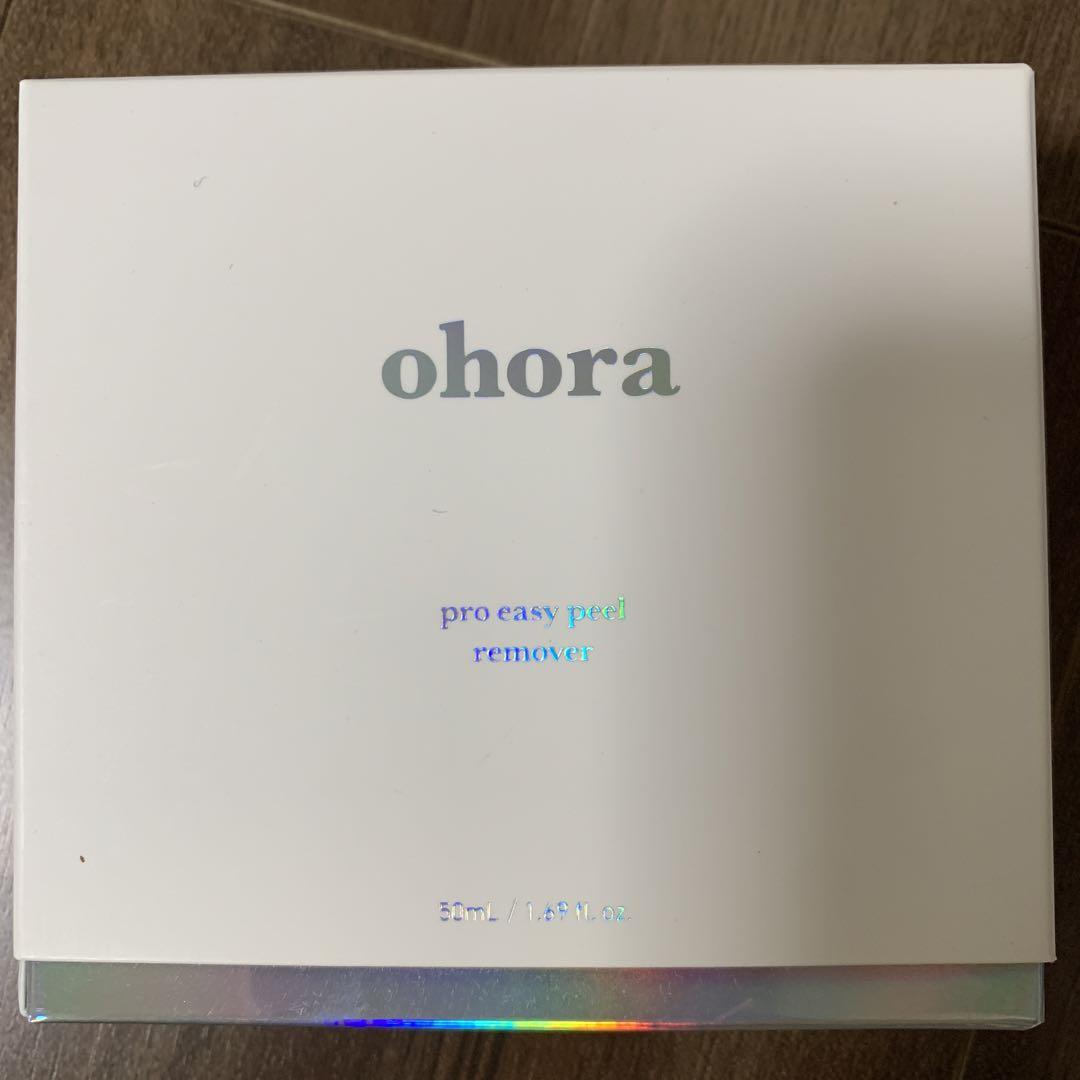 ohora
pro easy peel
remover
50mL / 1.69 fl. oz.